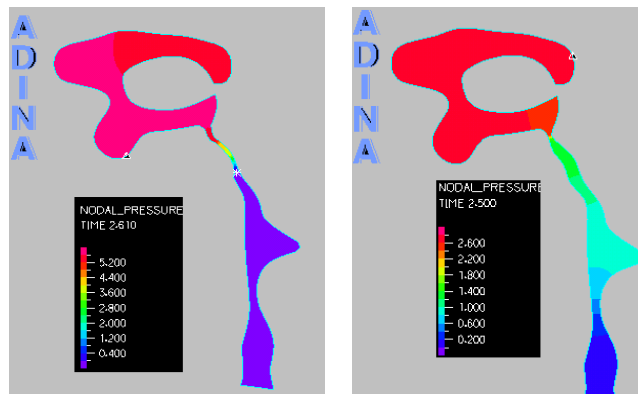 ADINA
NODAL_PRESSURE
TIME 2.610
5.200
4.400
3.600
2.800
2.000
1.200
0.400
ADINA
NODAL_PRESSURE
TIME 2.500
2.600
2.200
1.800
1.400
1.000
0.600
0.200